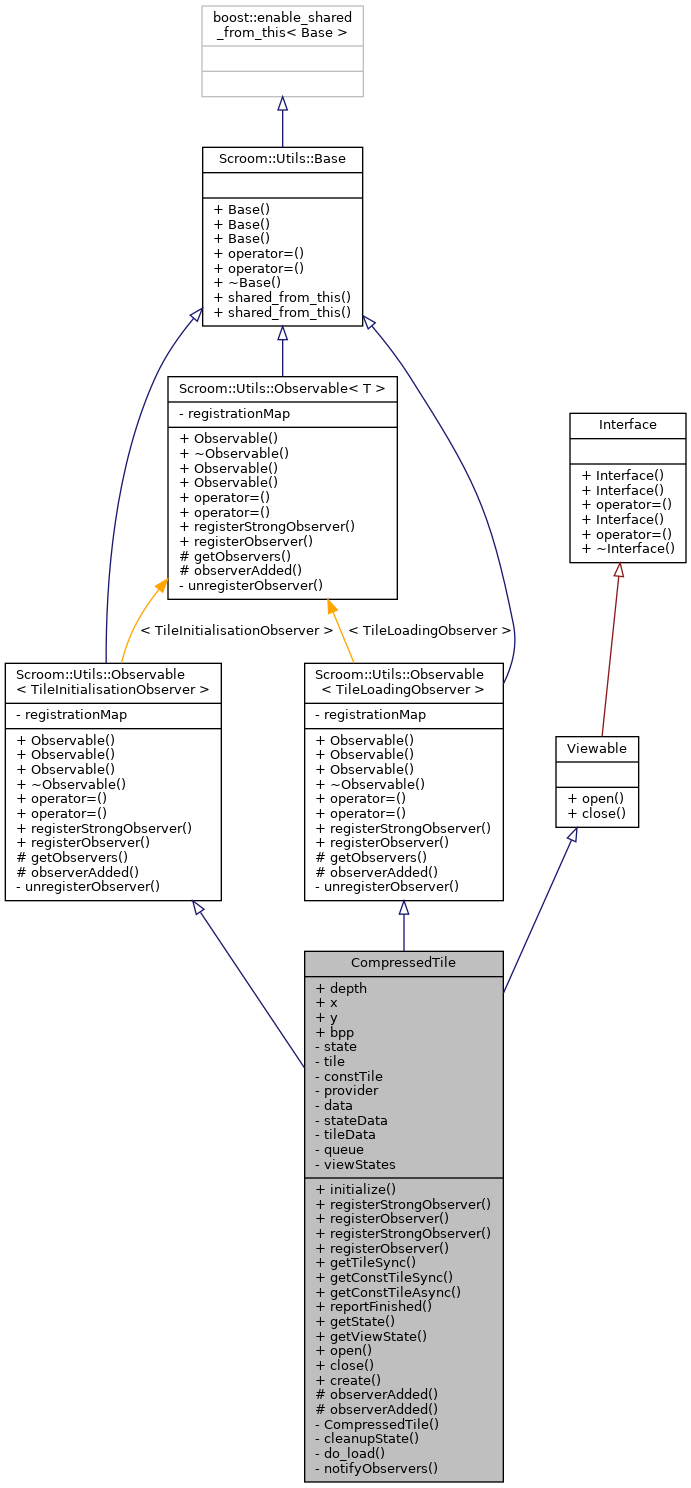 boost::enable_shared
_from_this< Base >
Scroom::Utils::Base
+ Base()
+ Base()
+ Base()
+ operator=()
+ operator=()
+ ~Base()
+ shared_from_this()
+ shared_from_this()
Scroom::Utils::Observable< T >
- registrationMap
+ Observable()
+ ~Observable()
+ Observable()
+ Observable()
+ operator=()
+ operator=()
+ registerStrongObserver()
+ registerObserver()
# getObservers()
# observerAdded()
- unregisterObserver()
Interface
+ Interface()
+ Interface()
+ operator=()
+ Interface()
+ operator=()
+ ~Interface()
< TileInitialisationObserver >
< TileLoadingObserver >
Scroom::Utils::Observable
< TileInitialisationObserver >
- registrationMap
+ Observable()
+ Observable()
+ Observable()
+ ~Observable()
+ operator=()
+ operator=()
+ registerStrongObserver()
+ registerObserver()
# getObservers()
# observerAdded()
- unregisterObserver()
Scroom::Utils::Observable
< TileLoadingObserver >
- registrationMap
+ Observable()
+ Observable()
+ Observable()
+ ~Observable()
+ operator=()
+ operator=()
+ registerStrongObserver()
+ registerObserver()
# getObservers()
# observerAdded()
- unregisterObserver()
Viewable
+ open()
+ close()
CompressedTile
+ depth
+ x
+ y
+ bpp
- state
- tile
- constTile
- provider
- data
- stateData
- tileData
- queue
- viewStates
+ initialize()
+ registerStrongObserver()
+ registerObserver()
+ registerStrongObserver()
+ registerObserver()
+ getTileSync()
+ getConstTileSync()
+ getConstTileAsync()
+ reportFinished()
+ getState()
+ getViewState()
+ open()
+ close()
+ create()
# observerAdded()
# observerAdded()
- CompressedTile()
- cleanupState()
- do_load()
- notifyObservers()